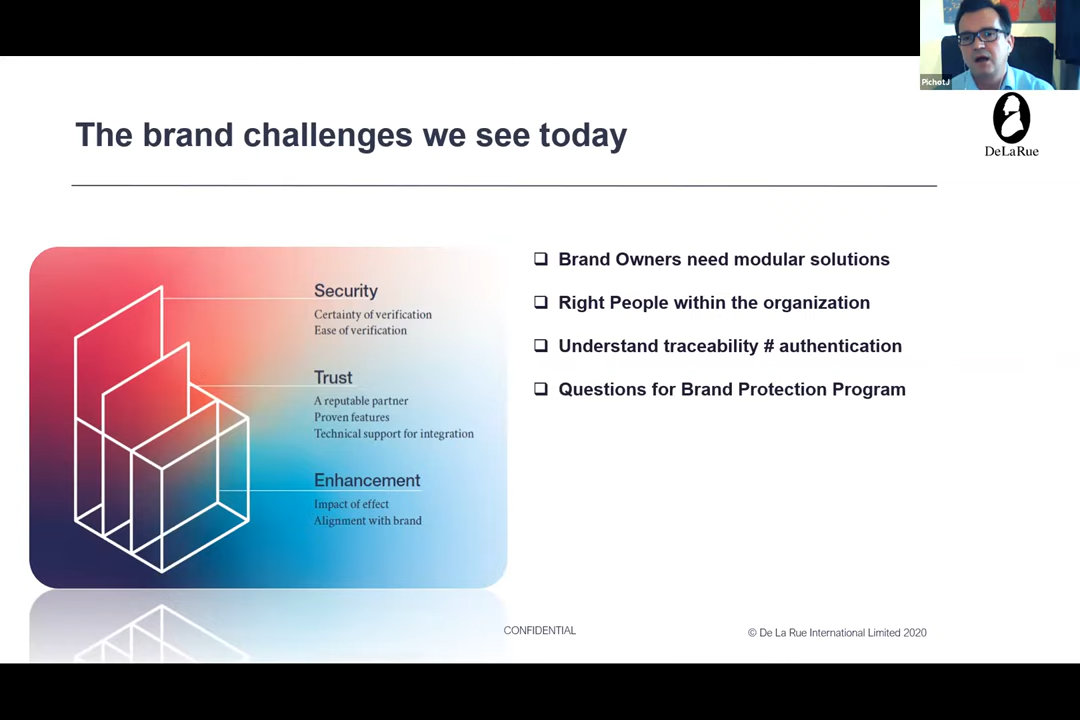 PichotJ
DeLaRue
The brand challenges we see today
Security
Certainty of verification
Ease of verification
Trust
A reputable partner
Proven features
Technical support for integration
Enhancement
Impact of effect
Alignment with brand
Brand Owners need modular solutions
Right People within the organization
Understand traceability # authentication
Questions for Brand Protection Program
CONFIDENTIAL
© De La Rue International Limited 2020